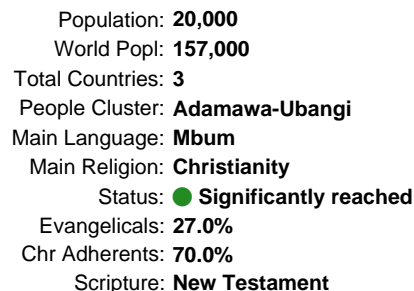 Population: 20,000
World Popl: 157,000
Total Countries: 3
People Cluster: Adamawa-Ubangi
Main Language: Mbum
Main Religion: Christianity
Status: Significantly reached
Evangelicals: 27.0%
Chr Adherents: 70.0%
Scripture: New Testament